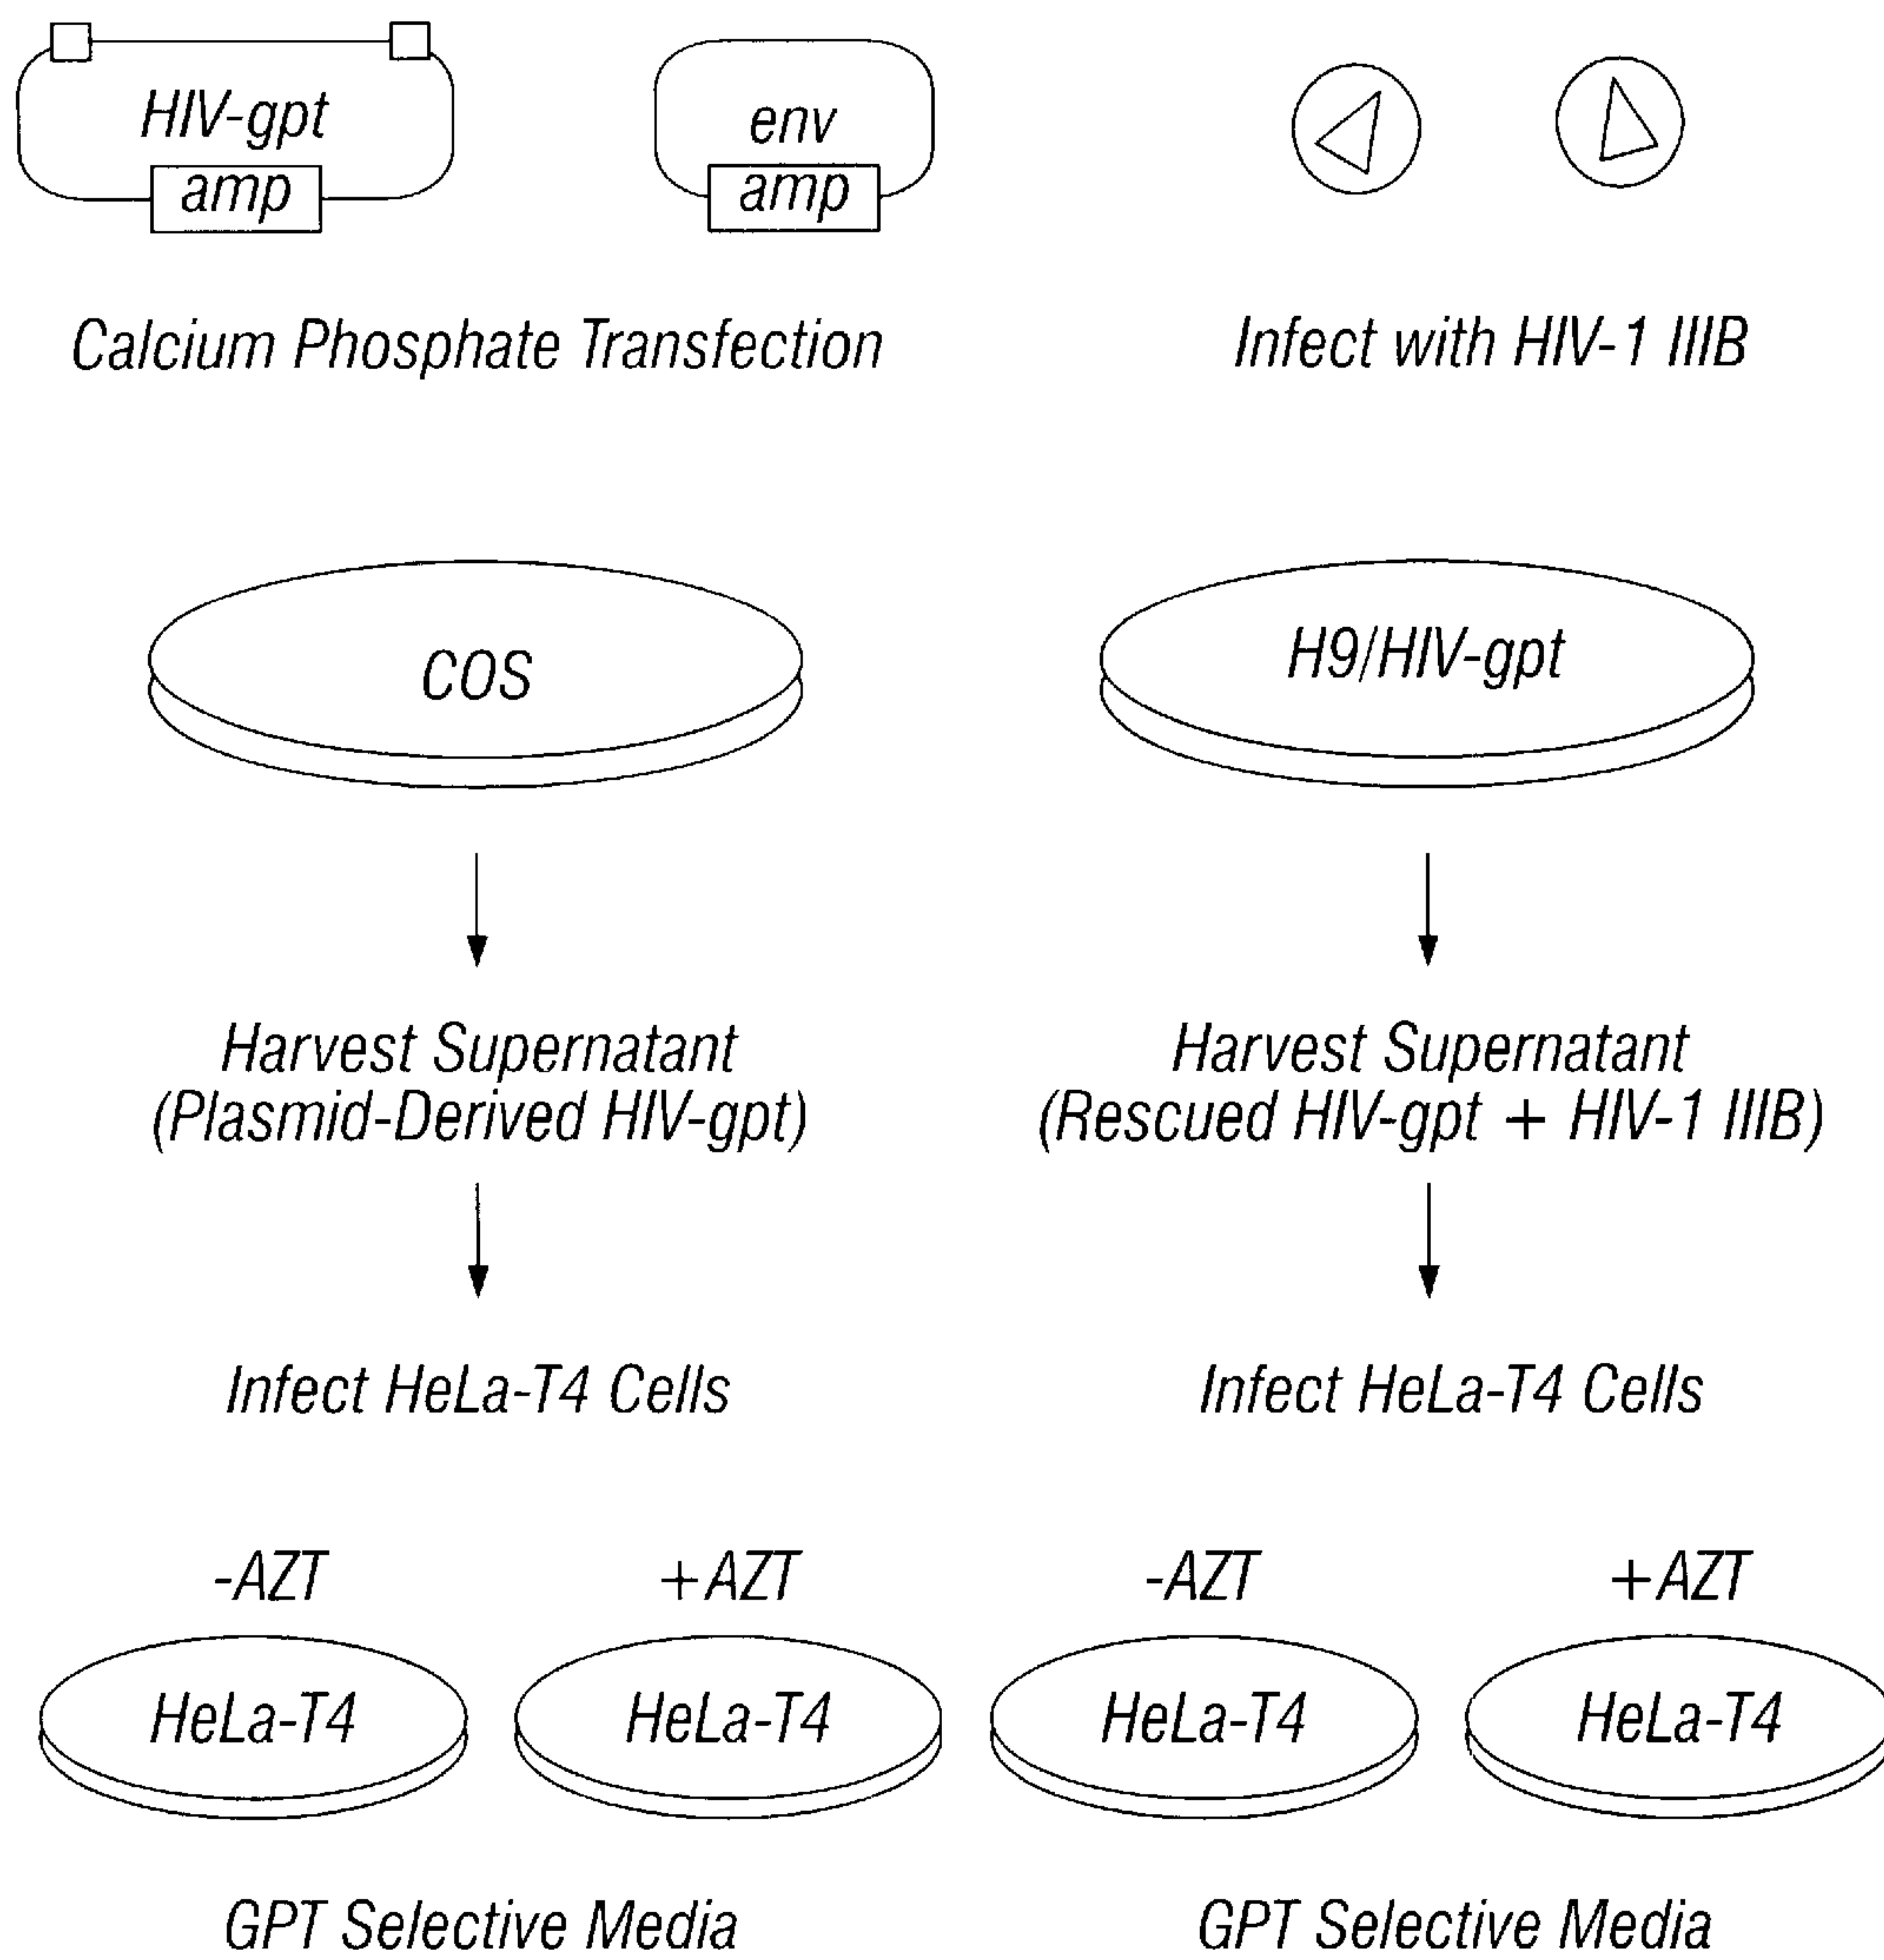 HIV-gpt
amp
env
amp
Calcium Phosphate Transfection
Infect with HIV-1 IIIB
COS
H9/HIV-gpt
Harvest Supernatant
(Plasmid-Derived HIV-gpt)
Harvest Supernatant
(Rescued HIV-gpt + HIV-1 IIIB)
Infect HeLa-T4 Cells
Infect HeLa-T4 Cells
-AZT
+AZT
-AZT
+AZT
HeLa-T4
HeLa-T4
HeLa-T4
HeLa-T4
GPT Selective Media
GPT Selective Media